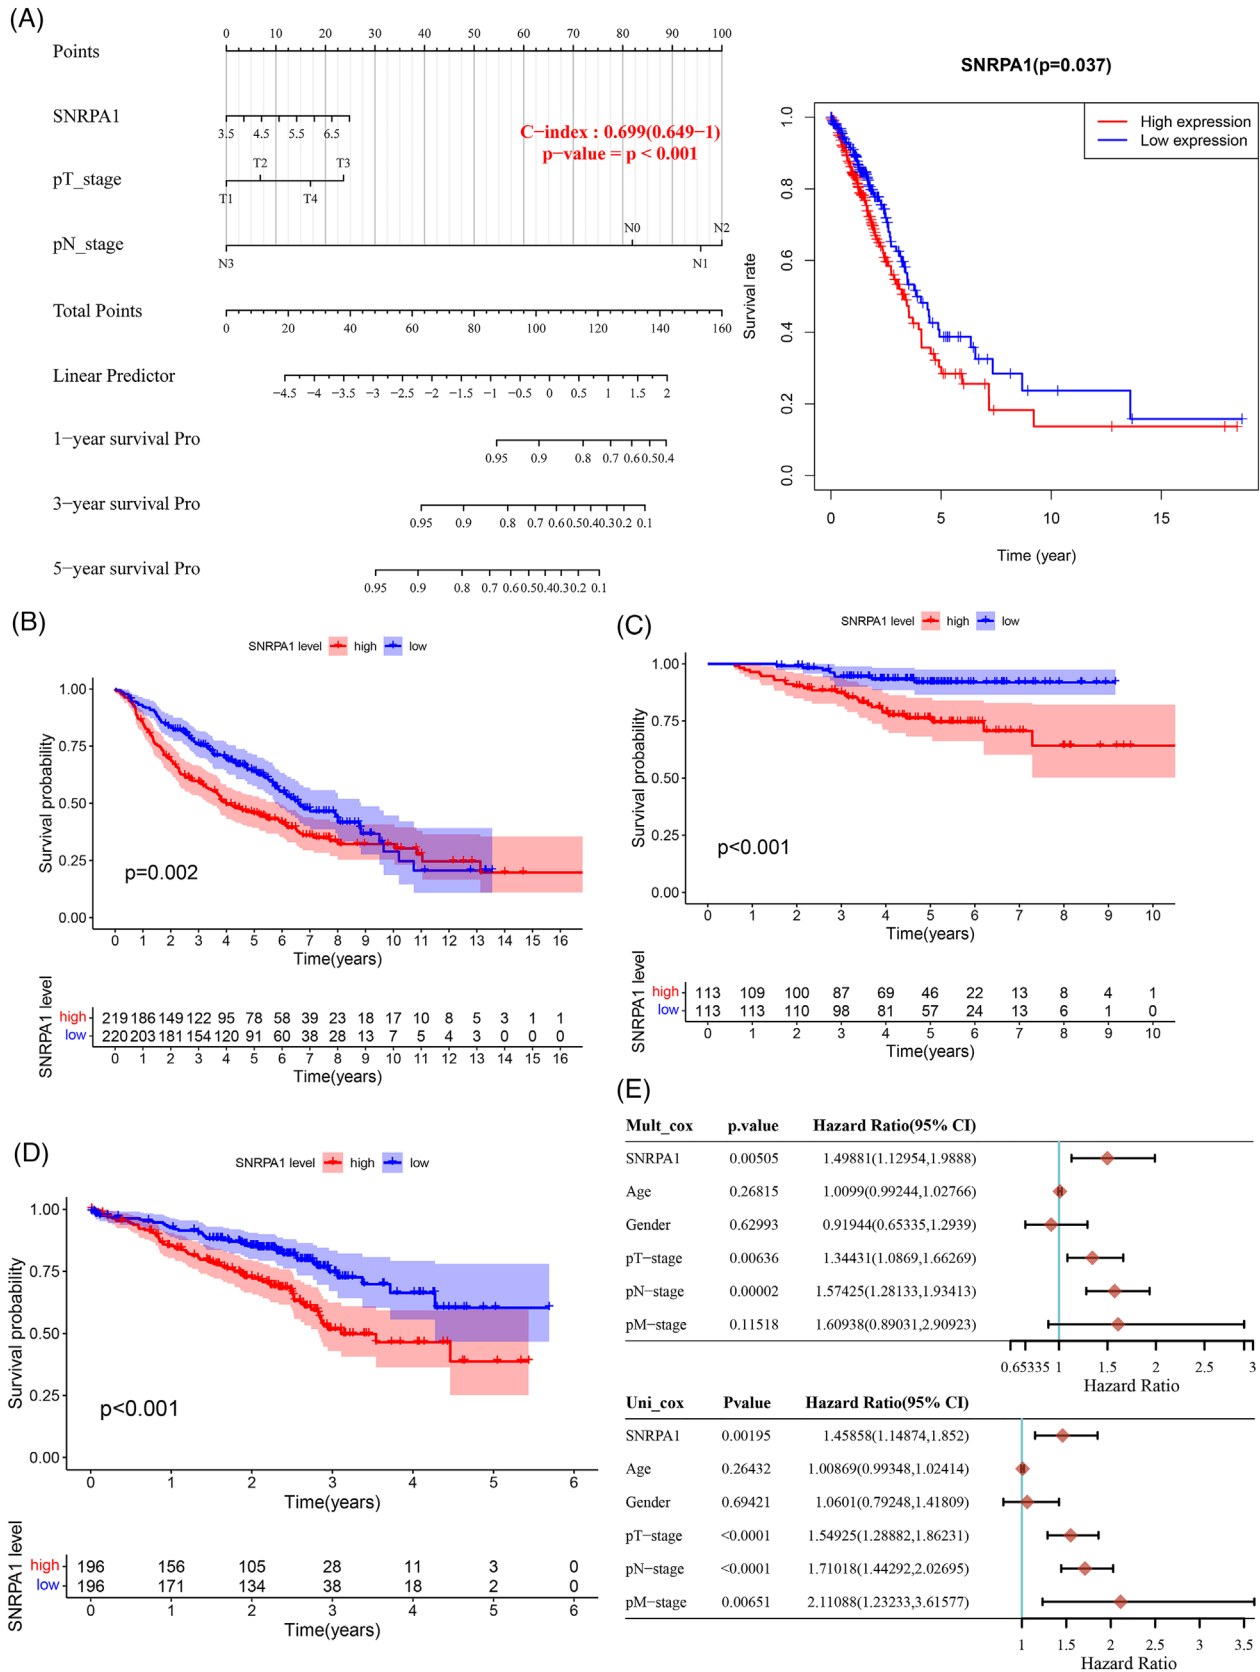 (A)
Points
0 10 20 30 40 50 60 70 80 90 100
SNRPA1
3.5 4.5 5.5 6.5
C−index : 0.699(0.649−1)
p−value = p < 0.001
pT_stage
T2 T3
T1 T4
pN_stage
N0 N2
N3 N1
Total Points
0 20 40 60 80 100 120 140 160
Linear Predictor
−4.5 −4 −3.5 −3 −2.5 −2 −1.5 −1 −0.5 0 0.5 1 1.5 2
1−year survival Pro
0.95 0.9 0.8 0.7 0.6 0.5 0.4
3−year survival Pro
0.95 0.9 0.8 0.7 0.6 0.5 0.4 0.3 0.2 0.1
5−year survival Pro
0.95 0.9 0.8 0.7 0.6 0.5 0.4 0.3 0.2 0.1
SNRPA1(p=0.037)
High expression
Low expression
Survival rate
1.0
0.8
0.6
0.4
0.2
0.0
0 5 10 15
Time (year)
(B)
SNRPA1 level high low
Survival probability
1.00
0.75
0.50
0.25
0.00
p=0.002
0 1 2 3 4 5 6 7 8 9 10 11 12 13 14 15 16
Time(years)
SNRPA1 level
high 219 186 149 122 95 78 58 39 23 18 17 10 8 5 3 1 1
low 220 203 181 154 120 91 60 38 28 13 7 5 4 3 0 0 0
0 1 2 3 4 5 6 7 8 9 10 11 12 13 14 15 16
Time(years)
(C)
SNRPA1 level high low
Survival probability
1.00
0.75
0.50
0.25
0.00
p<0.001
0 1 2 3 4 5 6 7 8 9 10
Time(years)
SNRPA1 level
high 113 109 100 87 69 46 22 13 8 4 1
low 113 113 110 98 81 57 24 13 6 1 0
0 1 2 3 4 5 6 7 8 9 10
Time(years)
(D)
SNRPA1 level high low
Survival probability
1.00
0.75
0.50
0.25
0.00
p<0.001
0 1 2 3 4 5 6
Time(years)
SNRPA1 level
high 196 156 105 28 11 3 0
low 196 171 134 38 18 2 0
0 1 2 3 4 5 6
Time(years)
(E)
Mult_cox p.value Hazard Ratio(95% CI)
SNRPA1 0.00505 1.49881(1.12954,1.9888)
Age 0.26815 1.0099(0.99244,1.02766)
Gender 0.62993 0.91944(0.65335,1.2939)
pT−stage 0.00636 1.34431(1.0869,1.66269)
pN−stage 0.00002 1.57425(1.28133,1.93413)
pM−stage 0.11518 1.60938(0.89031,2.90923)
0.65335 1 1.5 2 2.5 3
Hazard Ratio
Uni_cox Pvalue Hazard Ratio(95% CI)
SNRPA1 0.00195 1.45858(1.14874,1.852)
Age 0.26432 1.00869(0.99348,1.02414)
Gender 0.69421 1.0601(0.79248,1.41809)
pT−stage <0.0001 1.54925(1.28882,1.86231)
pN−stage <0.0001 1.71018(1.44292,2.02695)
pM−stage 0.00651 2.11088(1.23233,3.61577)
1 1.5 2 2.5 3 3.5
Hazard Ratio